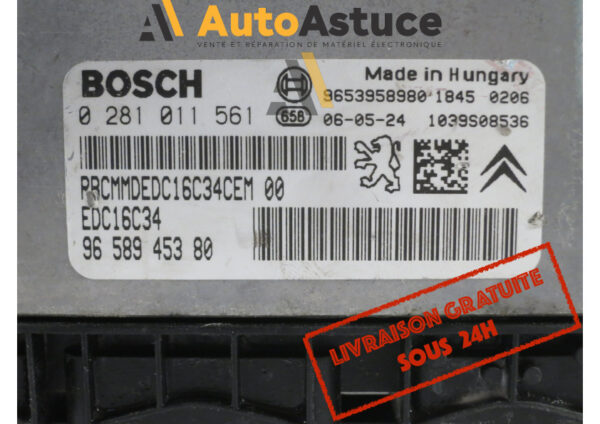 AutoAstuce
VENTE ET RÉPARATION DE MATÉRIEL ÉLECTRONIQUE
BOSCH
Made in Hungary
0 281 011 561
656
9653958980 1845 0206
06-05-24 1039S08536
PBCMMDEDC16C34CEM 00
EDC16C34
96 589 453 80
LIVRAISON GRATUITE
SOUS 24H